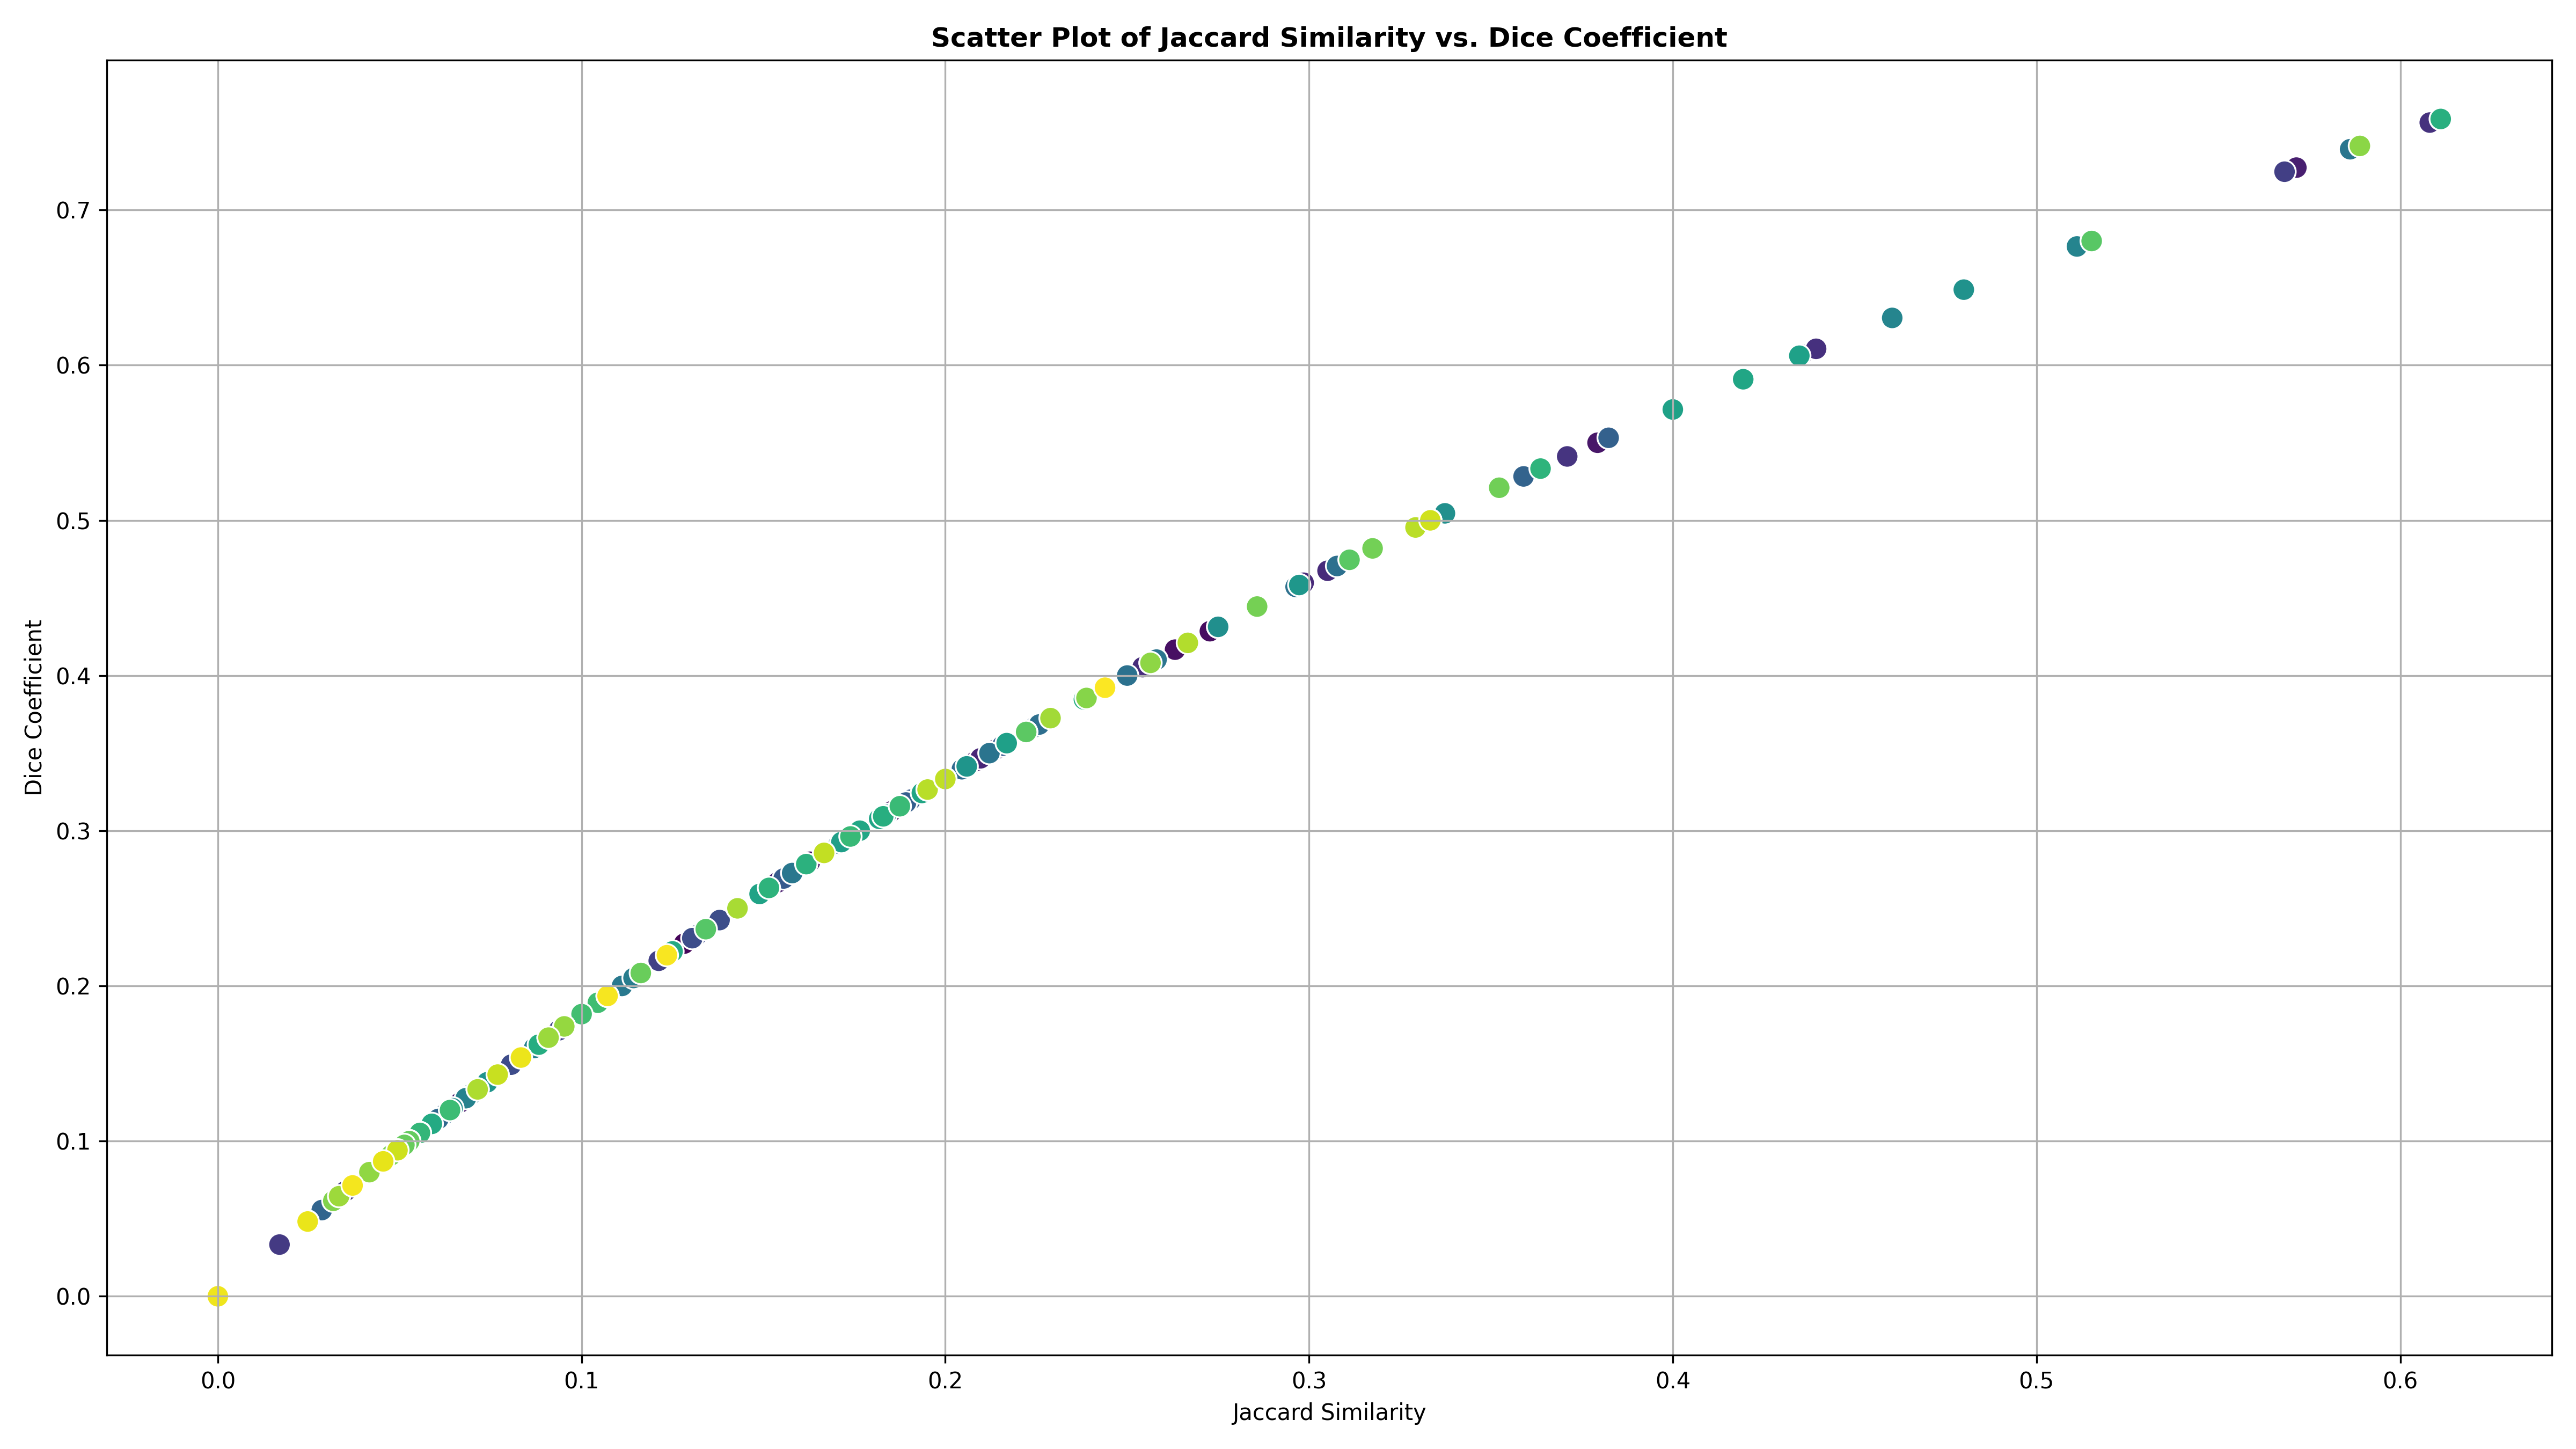 Scatter Plot of Jaccard Similarity vs. Dice Coefficient
Dice Coefficient
0.7
0.6
0.5
0.4
0.3
0.2
0.1
0.0
0.0 0.1 0.2 0.3 0.4 0.5 0.6
Jaccard Similarity